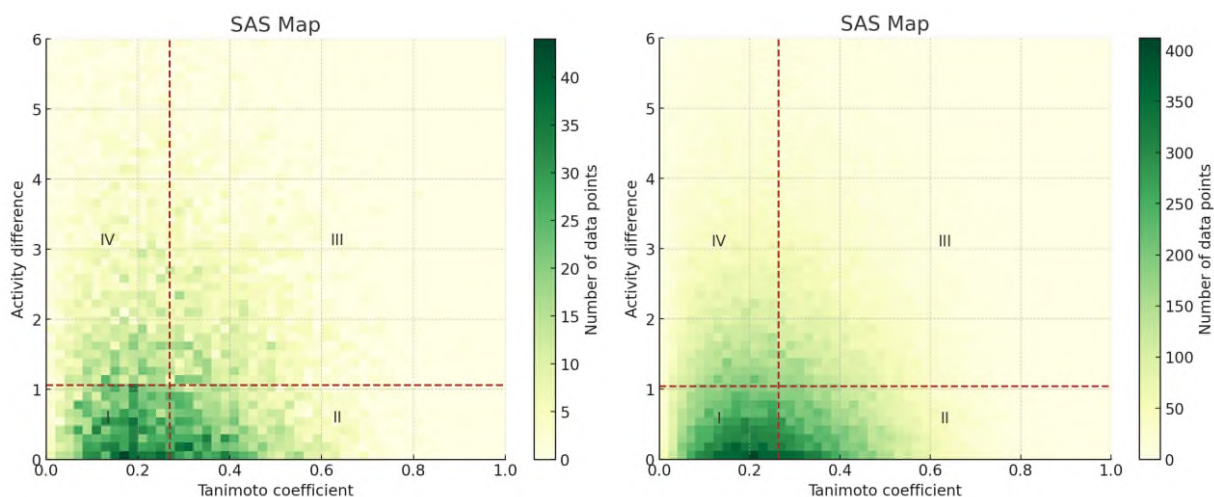 SAS Map
6
5
4
3
2
1
0
Activity difference
IV
III
I
II
0.0 0.2 0.4 0.6 0.8 1.0
Tanimoto coefficient
40
35
30
25
20
15
10
5
0
Number of data points
SAS Map
6
5
4
3
2
1
0
Activity difference
IV
III
I
II
0.0 0.2 0.4 0.6 0.8 1.0
Tanimoto coefficient
400
350
300
250
200
150
100
50
0
Number of data points